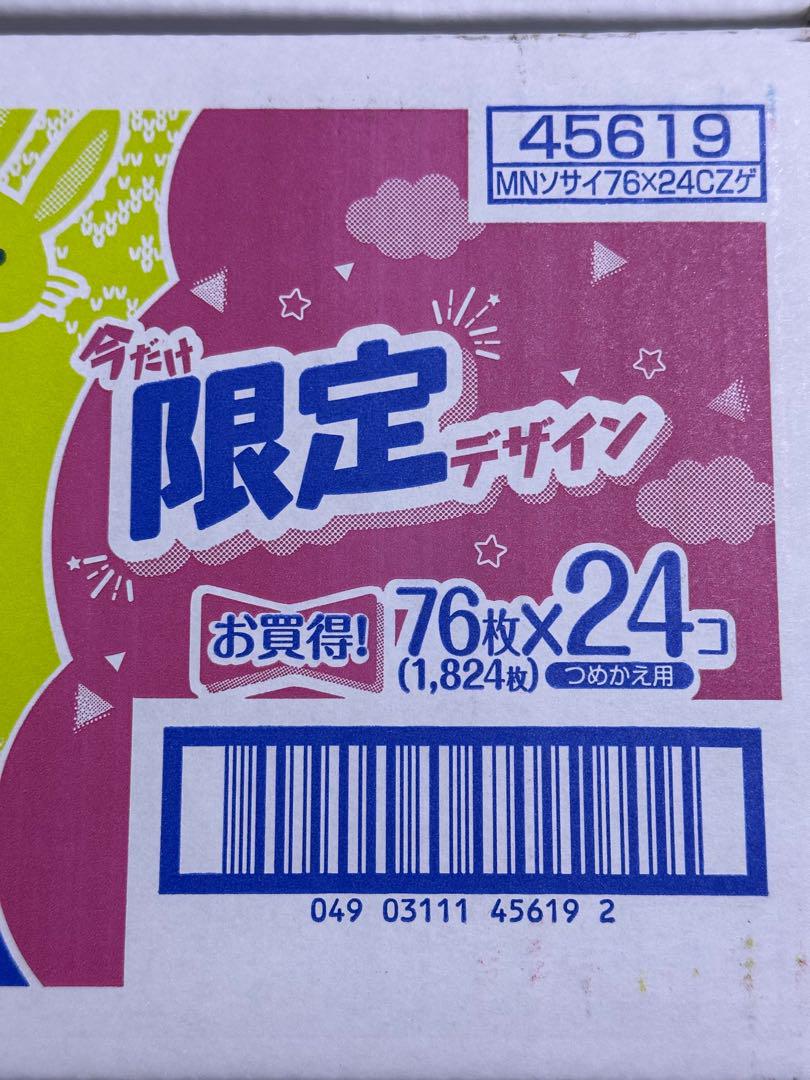 45619
MNソサイ76×24CZゲ
今だけ
限定デザイン
お買得!
76枚×24コ
(1,824枚) つめかえ用
049 03111 45619 2